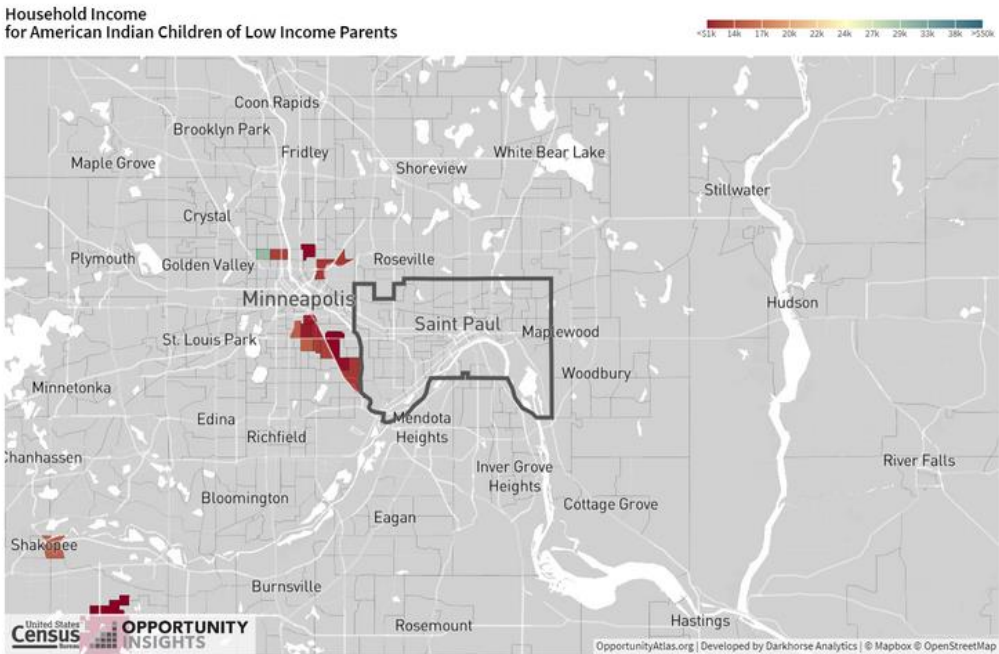 Household Income
for American Indian Children of Low Income Parents
<$1k 14k 17k 20k 22k 24k 27k 29k 33k 38k >$50k
Coon Rapids
Brooklyn Park
Fridley
White Bear Lake
Maple Grove
Shoreview
Stillwater
Crystal
Plymouth
Golden Valley
Roseville
Minneapolis
Hudson
Saint Paul
Maplewood
St. Louis Park
Woodbury
Minnetonka
Edina
Mendota
Heights
Richfield
Chanhassen
River Falls
Inver Grove
Heights
Bloomington
Cottage Grove
Eagan
Shakopee
Burnsville
Hastings
Rosemount
United States
Census
Bureau
OPPORTUNITY
INSIGHTS
OpportunityAtlas.org | Developed by Darkhorse Analytics | © Mapbox © OpenStreetMap